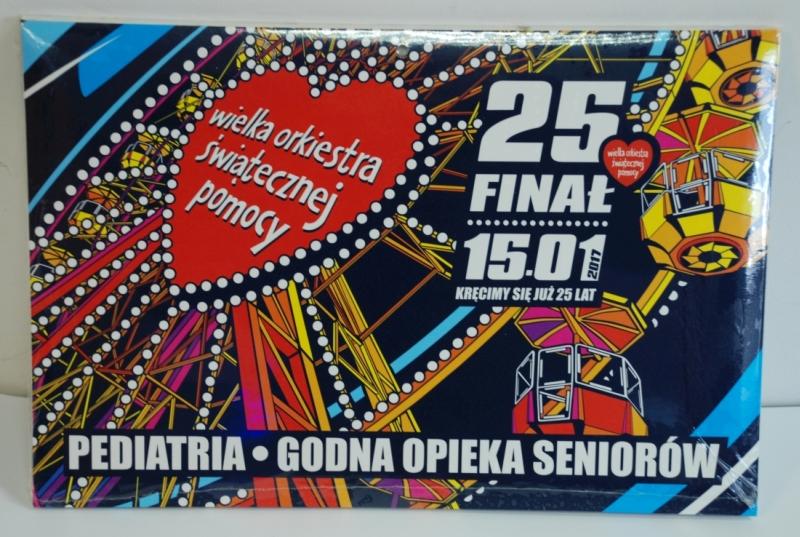 wielka orkiestra
świątecznej
pomocy
25
FINAŁ
wielka orkiestra
świątecznej
pomocy
15.01
2017
KRĘCIMY SIĘ JUŻ 25 LAT
PEDIATRIA • GODNA OPIEKA SENIORÓW